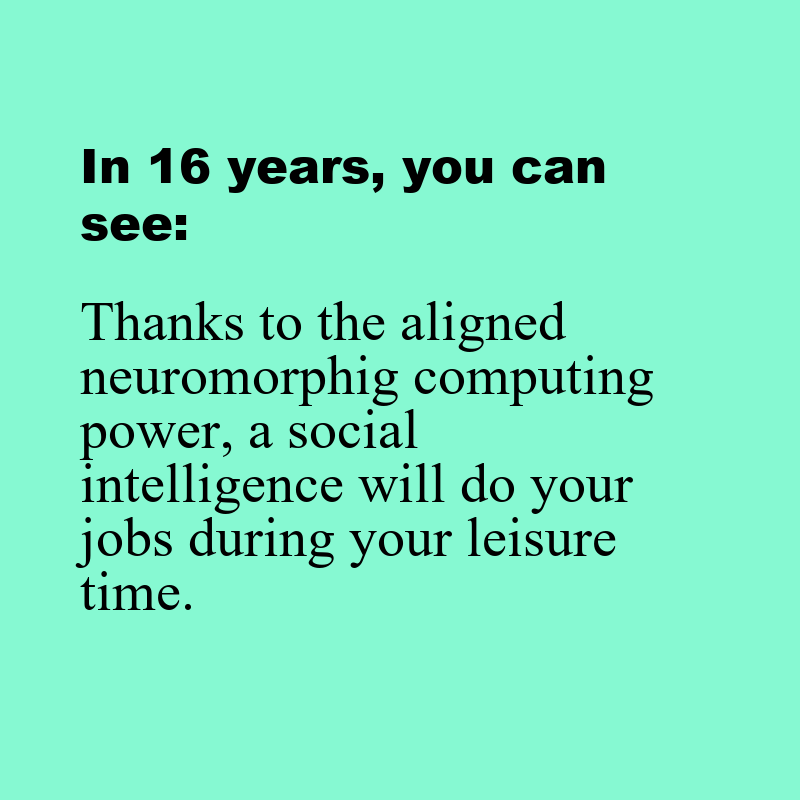 In 16 years, you can
see:
Thanks to the aligned
neuromorphig computing
power, a social
intelligence will do your
jobs during your leisure
time.